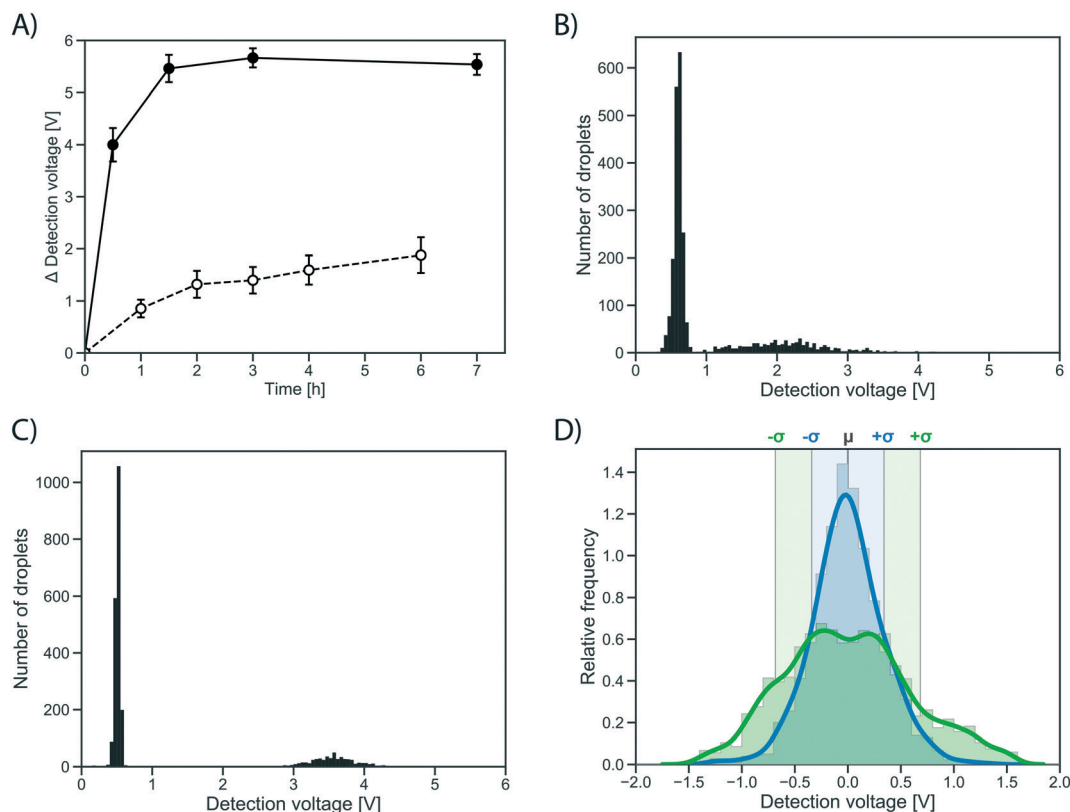 A)
6
5
4
3
2
1
0
Δ Detection voltage [V]
0 1 2 3 4 5 6 7
Time [h]
B)
600
500
400
300
200
100
0
Number of droplets
0 1 2 3 4 5 6
Detection voltage [V]
C)
1000
800
600
400
200
0
Number of droplets
0 1 2 3 4 5 6
Detection voltage [V]
D)
-σ -σ μ +σ +σ
1.4
1.2
1.0
0.8
0.6
0.4
0.2
0.0
Relative frequency
−2.0 −1.5 −1.0 −0.5 0.0 0.5 1.0 1.5 2.0
Detection voltage [V]